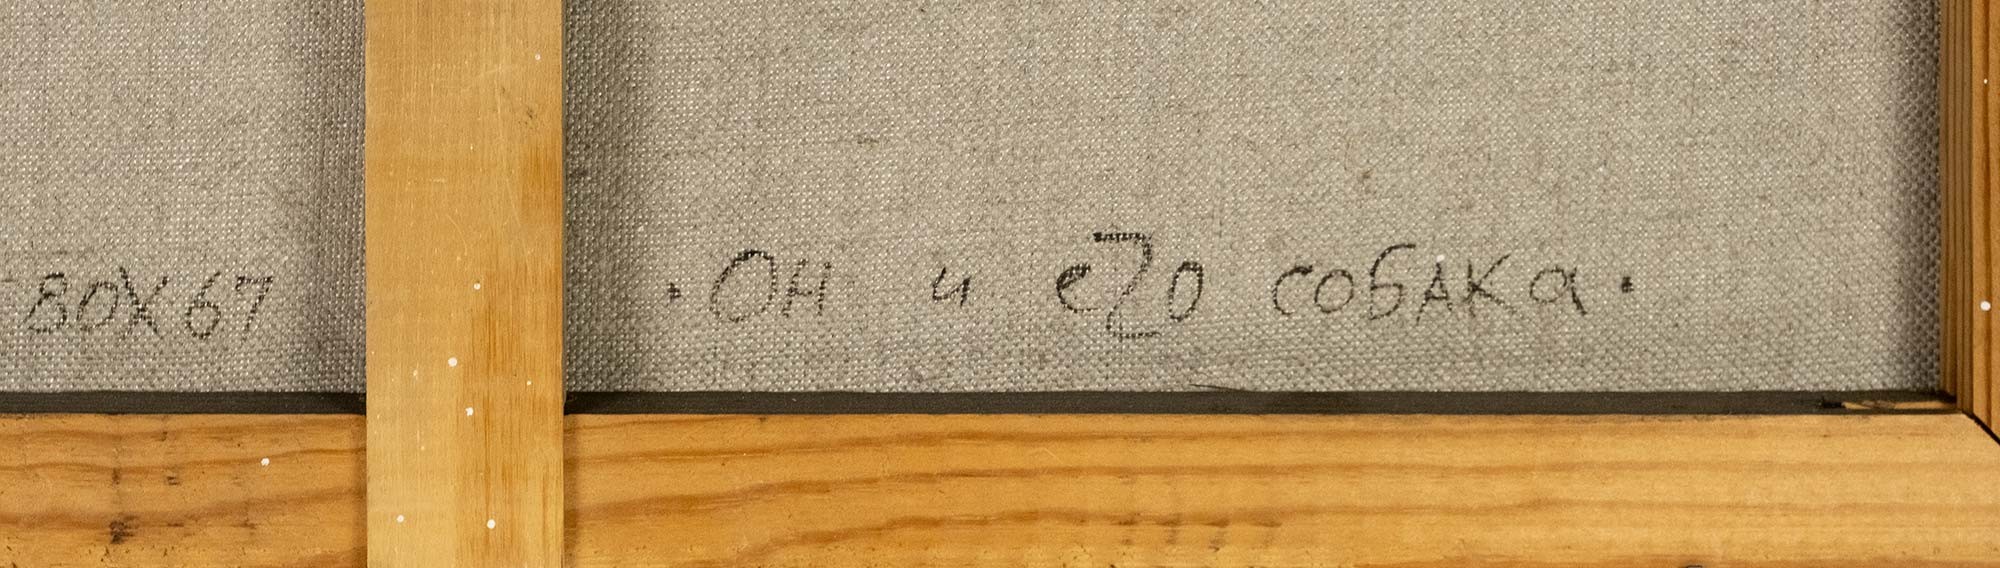 80X67 · ОН и его собАКа ·